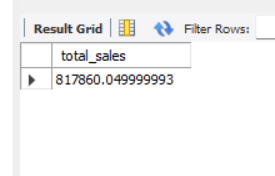 Result Grid Filter Rows:
total_sales
817860.049999993